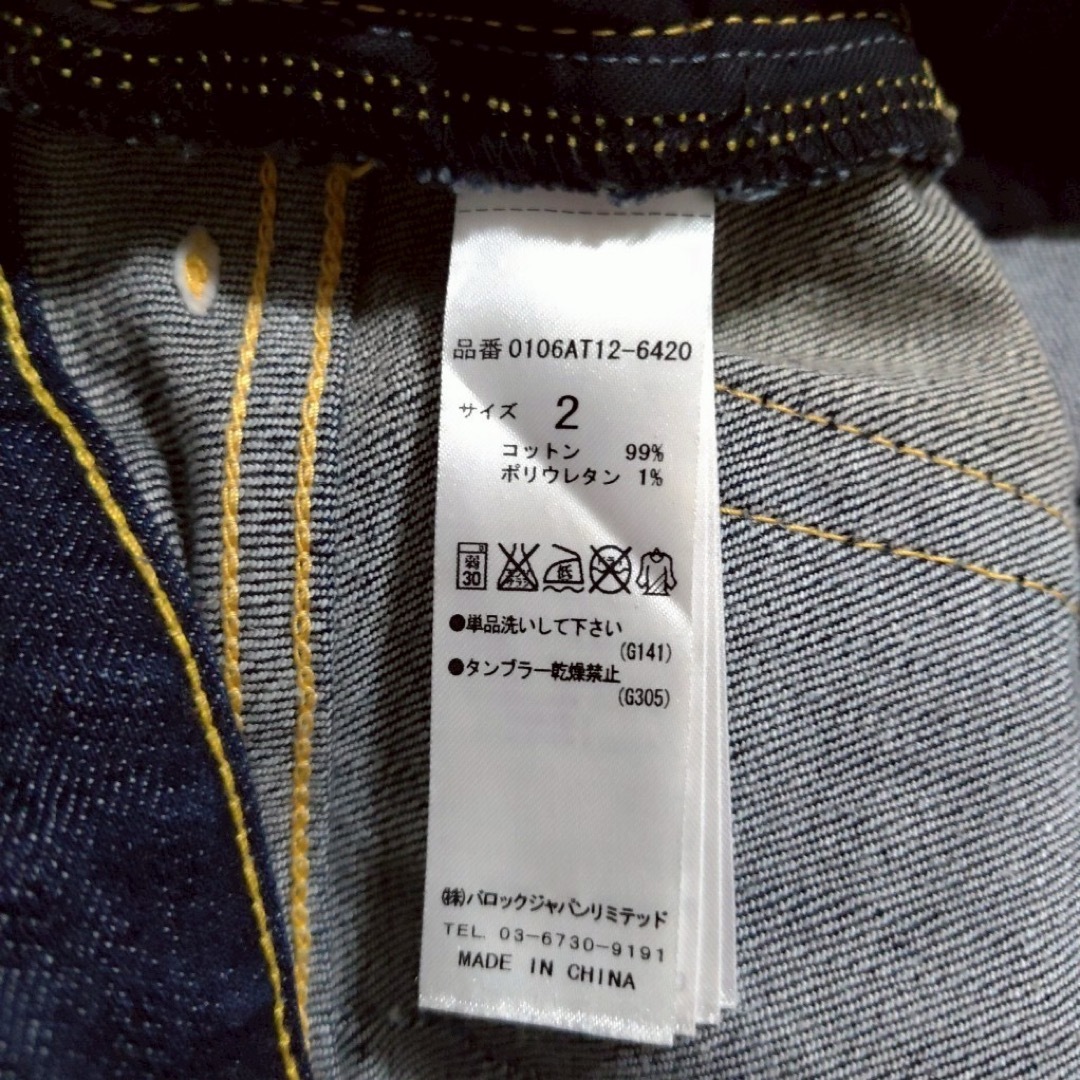 品番 0106AT12-6420
サイズ 2
コットン 99%
ポリウレタン 1%
弱 30 低
●単品洗いして下さい
(G141)
●タンブラー乾燥禁止
(G305)
㈱バロックジャパンリミテッド
TEL. 03-6730-9191
MADE IN CHINA